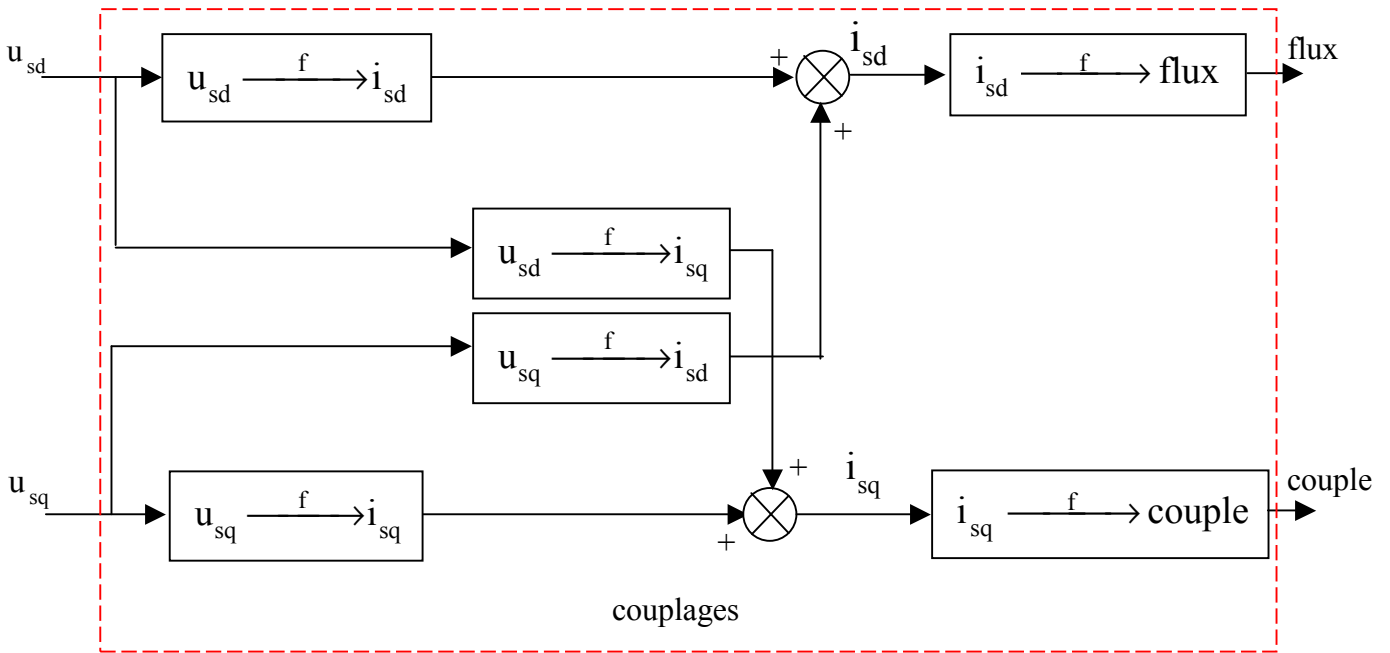 u_sd
u_sd —f→ i_sd
+
i_sd
i_sd —f→ flux
flux
+
u_sd —f→ i_sq
u_sq —f→ i_sd
u_sq
u_sq —f→ i_sq
+
+
i_sq
i_sq —f→ couple
couple
couplages